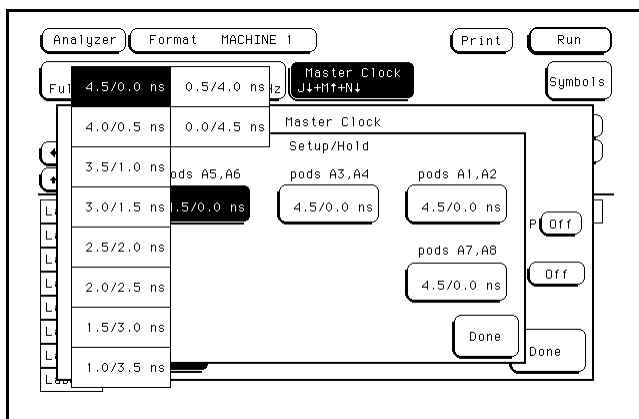 Analyzer Format MACHINE 1 Print Run
Master Clock
J↓+M↑+N↓
Symbols
4.5/0.0 ns 0.5/4.0 ns
4.0/0.5 ns 0.0/4.5 ns
3.5/1.0 ns
3.0/1.5 ns
2.5/2.0 ns
2.0/2.5 ns
1.5/3.0 ns
1.0/3.5 ns
Master Clock
Setup/Hold
pods A3,A4 pods A1,A2
4.5/0.0 ns 4.5/0.0 ns
P Off
pods A7,A8
4.5/0.0 ns
Off
Done
Done